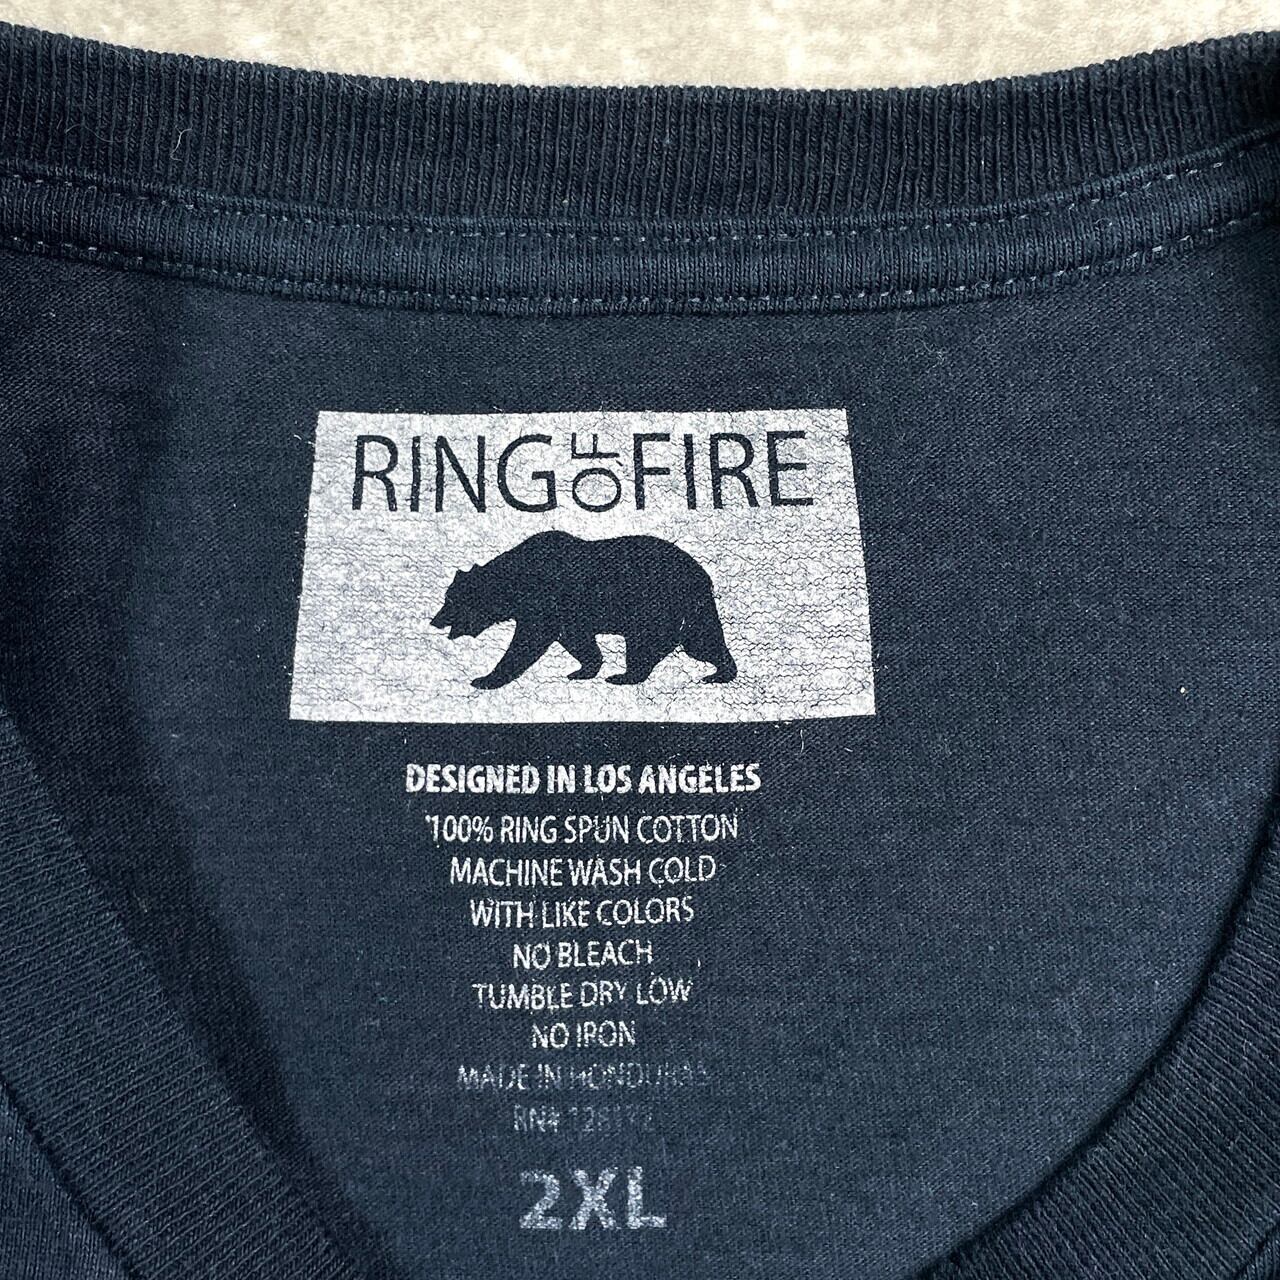 RING OF FIRE
DESIGNED IN LOS ANGELES
100% RING SPUN COTTON
MACHINE WASH COLD
WITH LIKE COLORS
NO BLEACH
TUMBLE DRY LOW
NO IRON
MADE IN HONDURAS
RN#
2XL